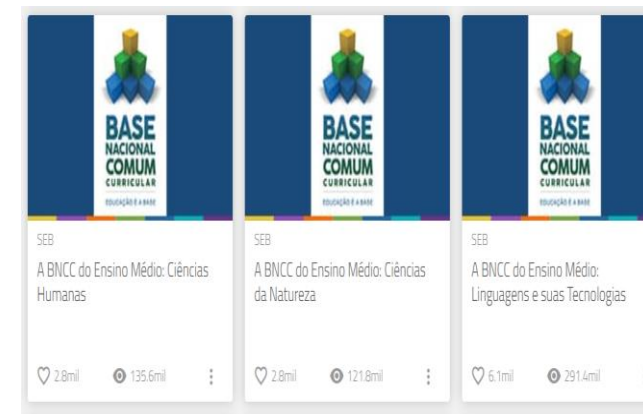 BASE
NACIONAL
COMUM
CURRICULAR
EDUCAÇÃO É A BASE
SEB
A BNCC do Ensino Médio: Ciências
Humanas
2.8mil 135.6mil
BASE
NACIONAL
COMUM
CURRICULAR
EDUCAÇÃO É A BASE
SEB
A BNCC do Ensino Médio: Ciências
da Natureza
2.8mil 121.8mil
BASE
NACIONAL
COMUM
CURRICULAR
EDUCAÇÃO É A BASE
SEB
A BNCC do Ensino Médio:
Linguagens e suas Tecnologias
6.1mil 291.4mil